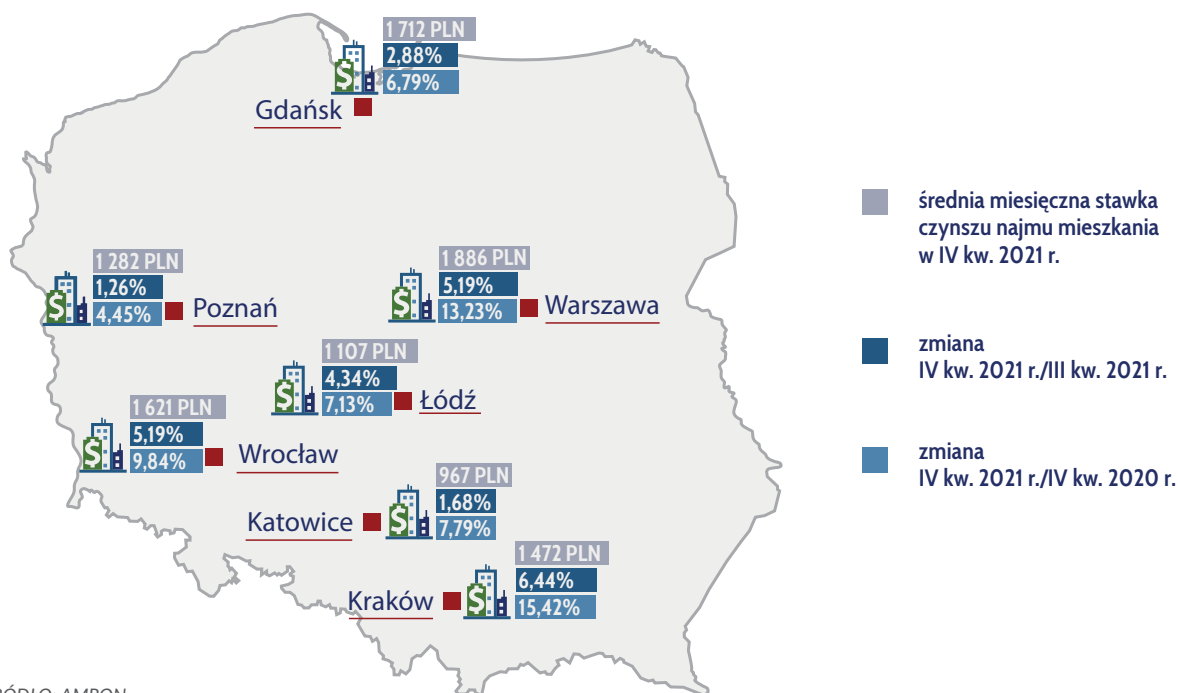 1 712 PLN
2,88%
6,79%
Gdańsk
1 282 PLN
1,26%
4,45%
Poznań
1 886 PLN
5,19%
13,23%
Warszawa
1 107 PLN
4,34%
7,13%
Łódź
1 621 PLN
5,19%
9,84%
Wrocław
967 PLN
1,68%
7,79%
Katowice
1 472 PLN
6,44%
15,42%
Kraków
średnia miesięczna stawka
czynszu najmu mieszkania
w IV kw. 2021 r.
zmiana
IV kw. 2021 r./III kw. 2021 r.
zmiana
IV kw. 2021 r./IV kw. 2020 r.